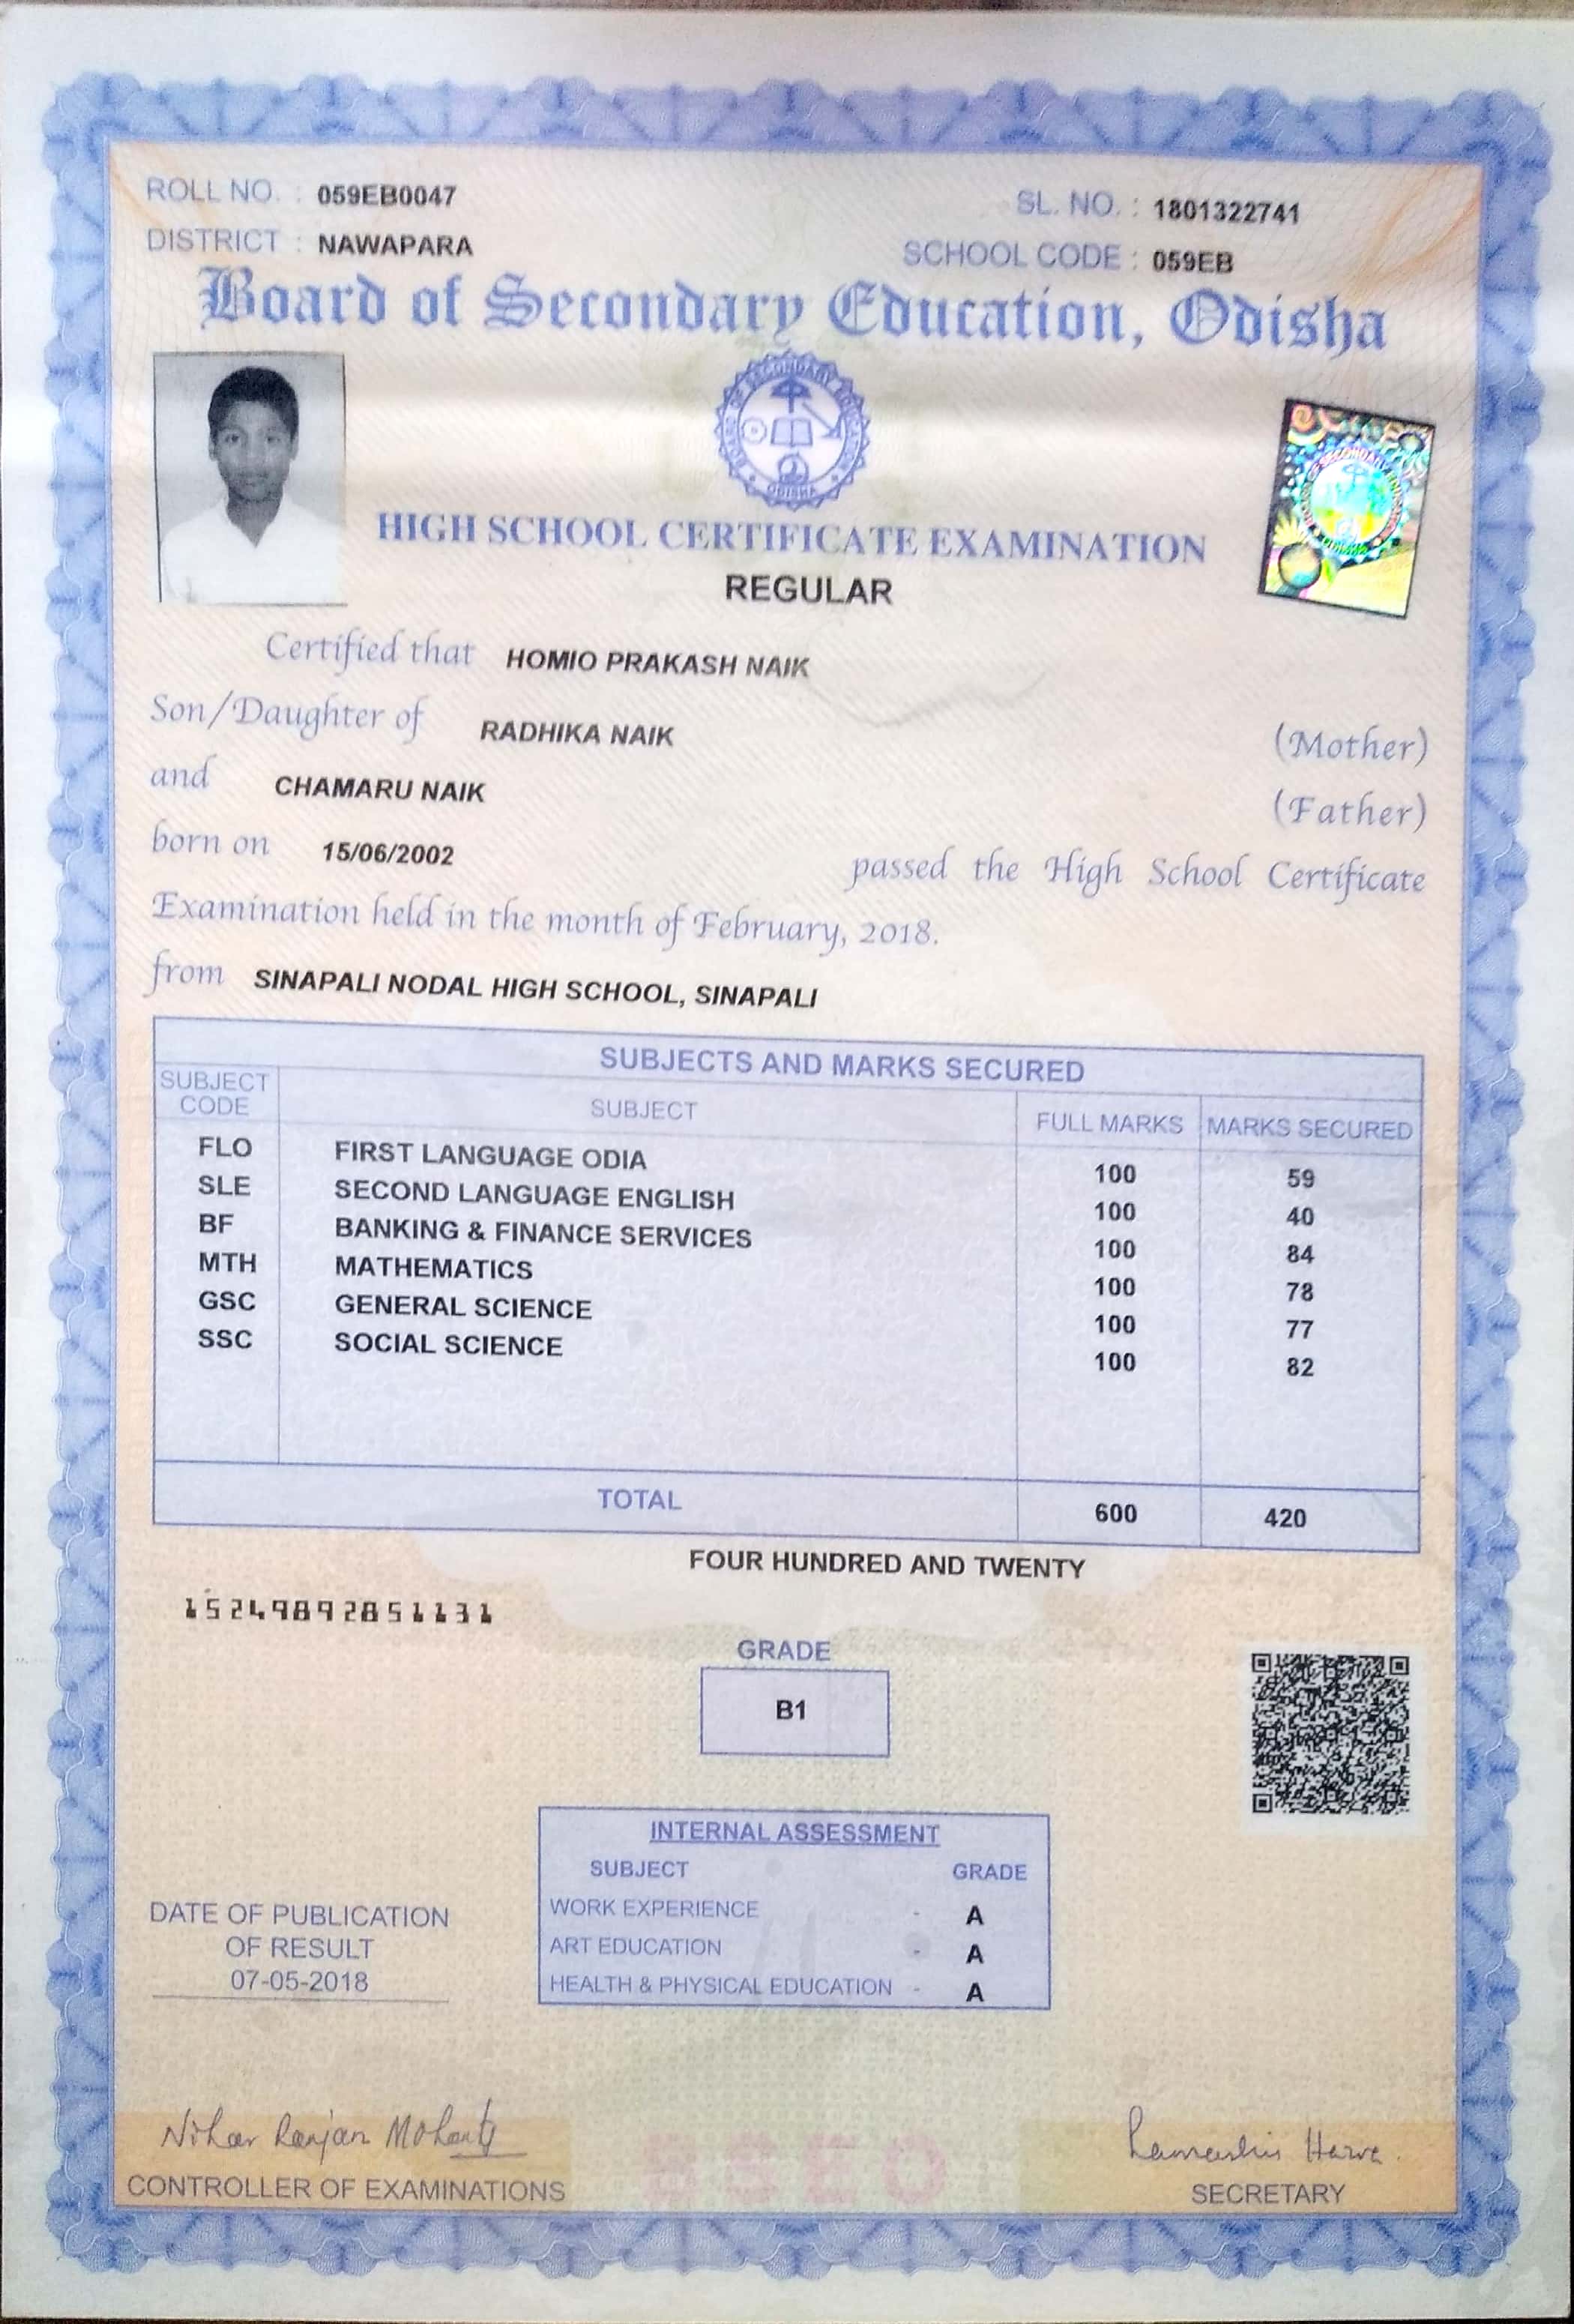 ROLL NO. : 059EB0047
SL. NO. : 1801322741
DISTRICT : NAWAPARA
SCHOOL CODE : 059EB
Board of Secondary Education, Odisha
BOARD OF SECONDARY EDUCATION
ODISHA
HIGH SCHOOL CERTIFICATE EXAMINATION
REGULAR
Certified that HOMIO PRAKASH NAIK
Son/Daughter of RADHIKA NAIK (Mother)
and CHAMARU NAIK (Father)
born on 15/06/2002 passed the High School Certificate
Examination held in the month of February, 2018.
from SINAPALI NODAL HIGH SCHOOL, SINAPALI
SUBJECTS AND MARKS SECURED
SUBJECT CODE SUBJECT FULL MARKS MARKS SECURED
FLO FIRST LANGUAGE ODIA 100 59
SLE SECOND LANGUAGE ENGLISH 100 40
BF BANKING & FINANCE SERVICES 100 84
MTH MATHEMATICS 100 78
GSC GENERAL SCIENCE 100 77
SSC SOCIAL SCIENCE 100 82
TOTAL 600 420
FOUR HUNDRED AND TWENTY
15249892851131
GRADE
B1
INTERNAL ASSESSMENT
SUBJECT GRADE
WORK EXPERIENCE - A
ART EDUCATION - A
HEALTH & PHYSICAL EDUCATION - A
DATE OF PUBLICATION
OF RESULT
07-05-2018
Nihar Ranjan Mohanty
CONTROLLER OF EXAMINATIONS
BSEO
SECRETARY